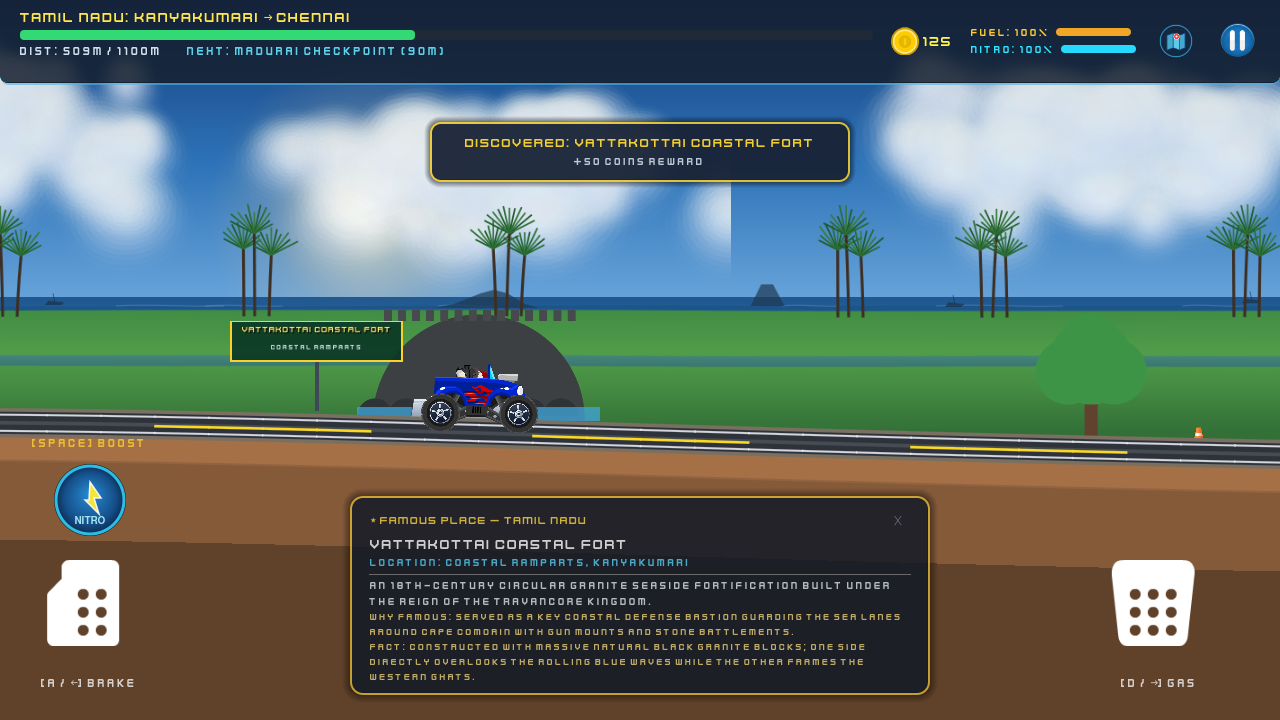 TAMIL NADU: KANYAKUMARI → CHENNAI
DIST: 509M / 1100M NEXT: MADURAI CHECKPOINT (90M)
125
FUEL: 100%
NITRO: 100%
DISCOVERED: VATTAKOTTAI COASTAL FORT
+50 COINS REWARD
VATTAKOTTAI COASTAL FORT
COASTAL RAMPARTS
[SPACE] BOOST
NITRO
[A / ←] BRAKE
★ FAMOUS PLACE — TAMIL NADU X
VATTAKOTTAI COASTAL FORT
LOCATION: COASTAL RAMPARTS, KANYAKUMARI
AN 18TH-CENTURY CIRCULAR GRANITE SEASIDE FORTIFICATION BUILT UNDER
THE REIGN OF THE TRAVANCORE KINGDOM.
WHY FAMOUS: SERVED AS A KEY COASTAL DEFENSE BASTION GUARDING THE SEA LANES
AROUND CAPE COMORIN WITH GUN MOUNTS AND STONE BATTLEMENTS.
FACT: CONSTRUCTED WITH MASSIVE NATURAL BLACK GRANITE BLOCKS; ONE SIDE
DIRECTLY OVERLOOKS THE ROLLING BLUE WAVES WHILE THE OTHER FRAMES THE
WESTERN GHATS.
[D / →] GAS